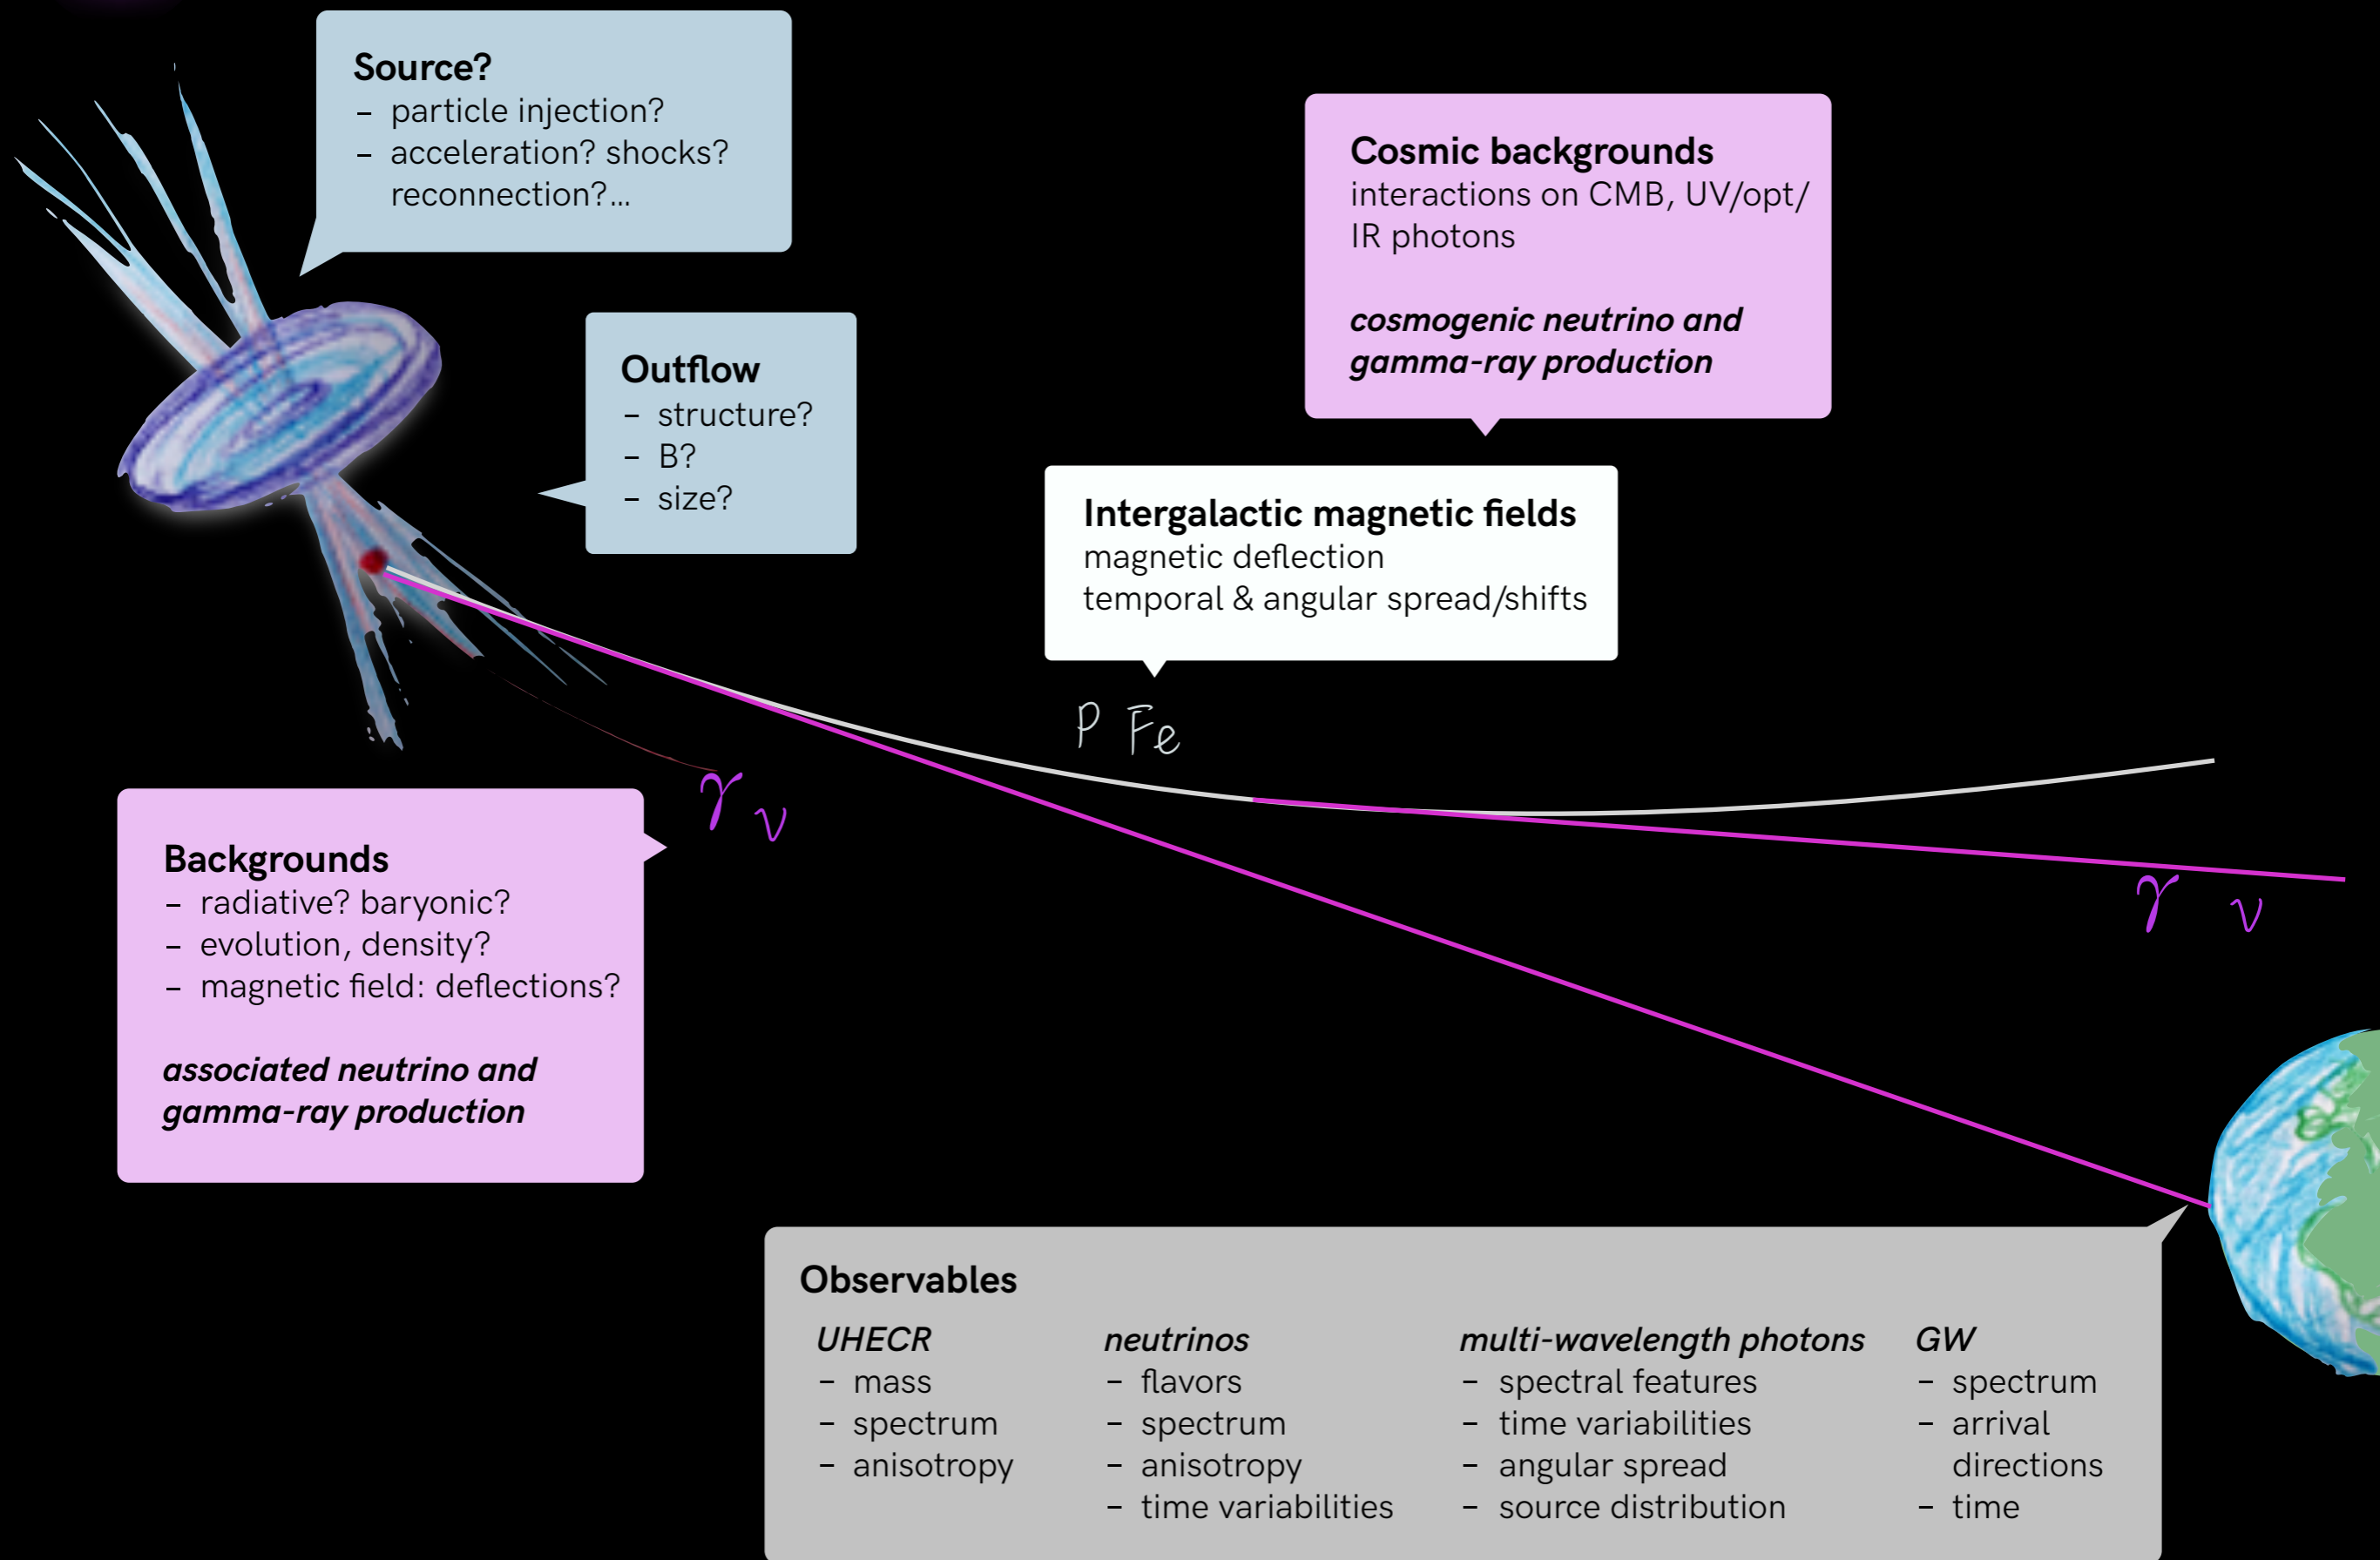 Source?
– particle injection?
– acceleration? shocks?
reconnection?...
Outflow
– structure?
– B?
– size?
Cosmic backgrounds
interactions on CMB, UV/opt/
IR photons
cosmogenic neutrino and
gamma-ray production
Intergalactic magnetic fields
magnetic deflection
temporal & angular spread/shifts
P Fe
γ ν
γ ν
Backgrounds
– radiative? baryonic?
– evolution, density?
– magnetic field: deflections?
associated neutrino and
gamma-ray production
Observables
UHECR
– mass
– spectrum
– anisotropy
neutrinos
– flavors
– spectrum
– anisotropy
– time variabilities
multi-wavelength photons
– spectral features
– time variabilities
– angular spread
– source distribution
GW
– spectrum
– arrival
directions
– time